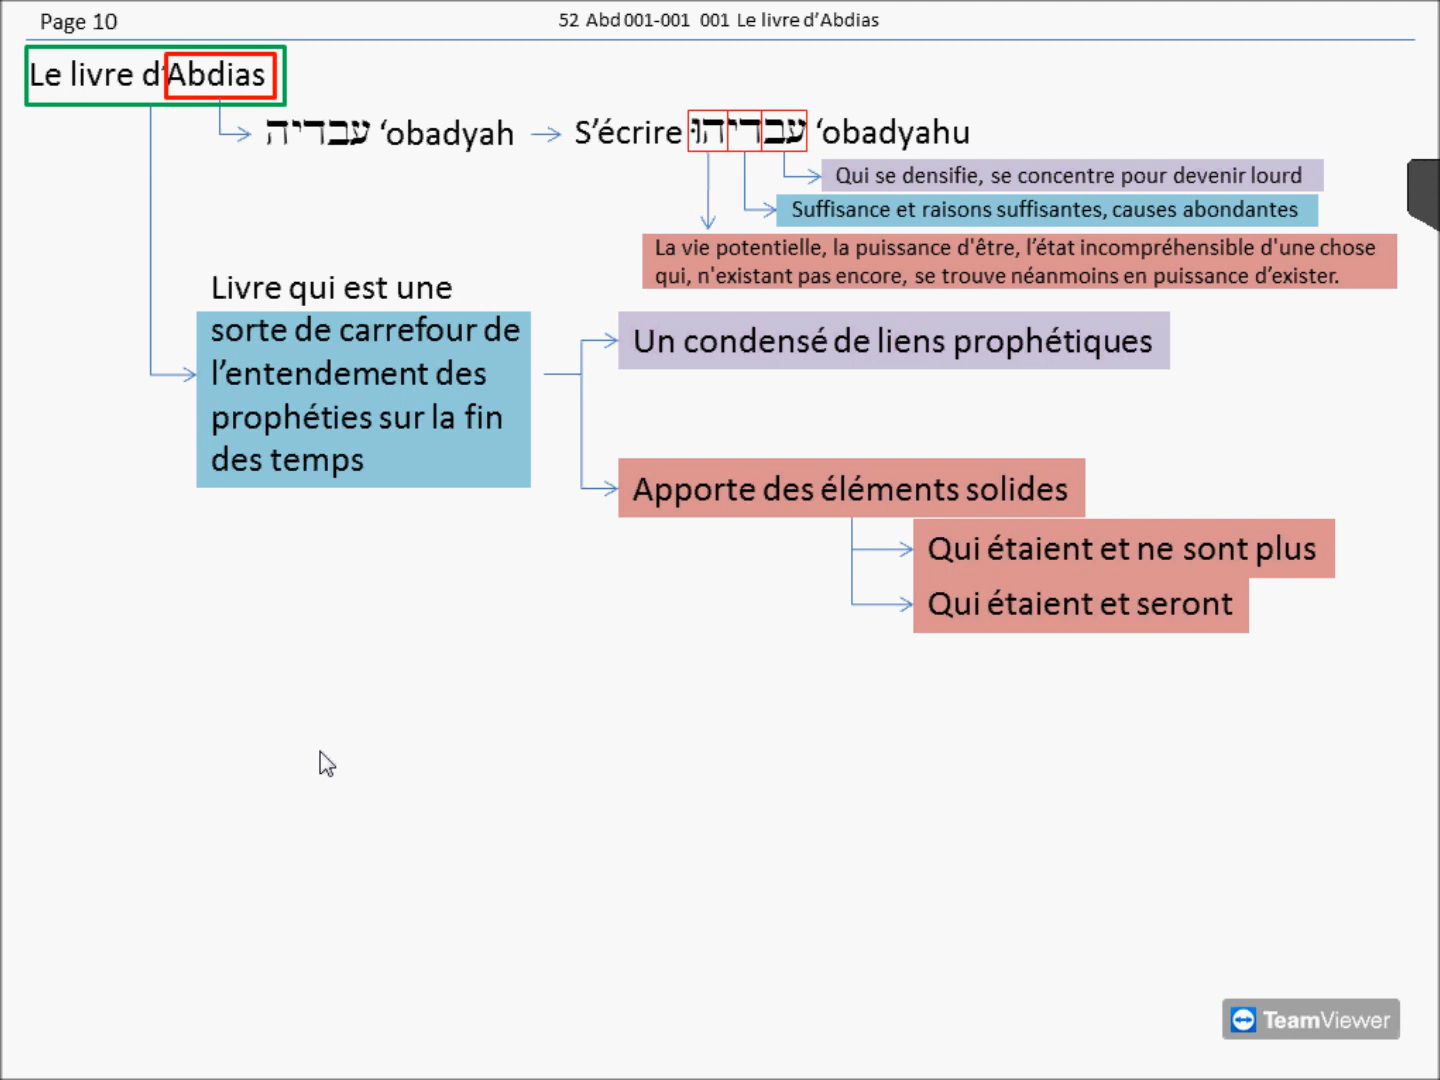 Page 10
52 Abd 001-001 001 Le livre d’Abdias
Le livre d’Abdias
עבדיה ‘obadyah
S’écrire עבדיהוּ ‘obadyahu
Qui se densifie, se concentre pour devenir lourd
Suffisance et raisons suffisantes, causes abondantes
La vie potentielle, la puissance d'être, l’état incompréhensible d'une chose
qui, n'existant pas encore, se trouve néanmoins en puissance d’exister.
Livre qui est une
sorte de carrefour de
l’entendement des
prophéties sur la fin
des temps
Un condensé de liens prophétiques
Apporte des éléments solides
Qui étaient et ne sont plus
Qui étaient et seront
TeamViewer